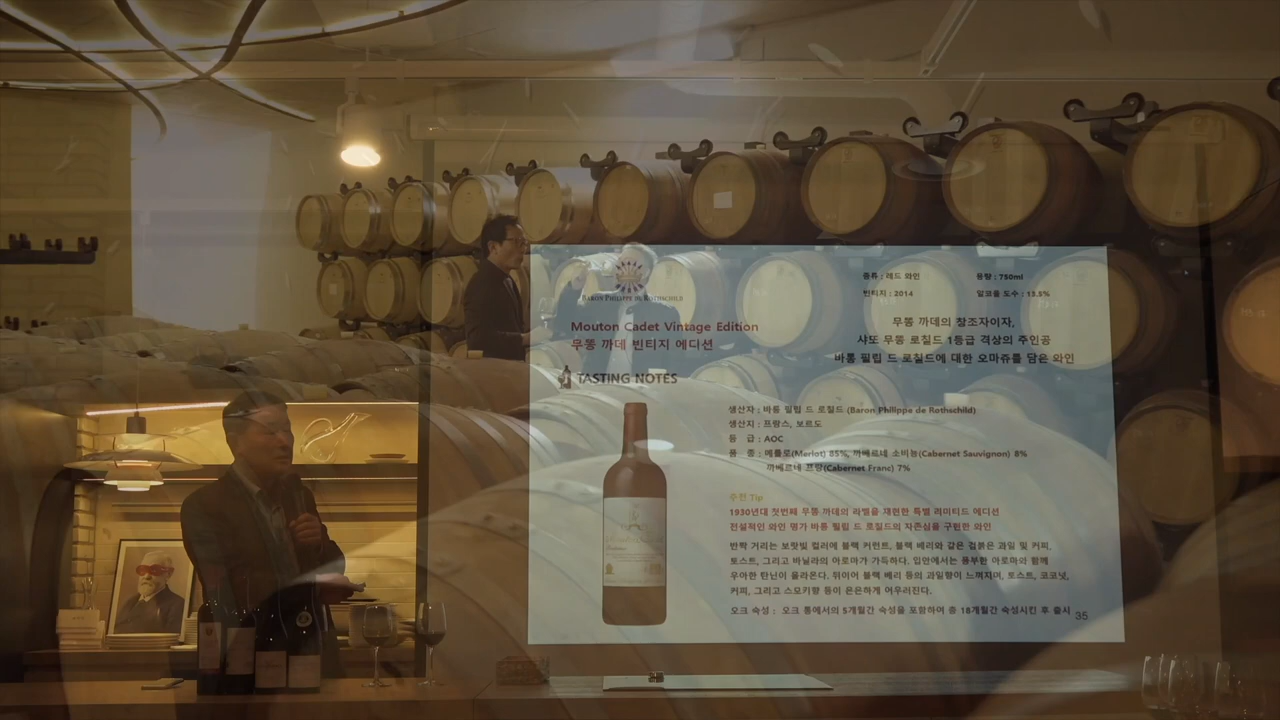 BARON PHILIPPE DE ROTHSCHILD
Mouton Cadet Vintage Edition
무똥 까데 빈티지 에디션
TASTING NOTES
종류 : 레드 와인
용량 : 750ml
빈티지 : 2014
알코올 도수 : 13.5%
무똥 까데의 창조자이자,
샤또 무똥 로칠드 1등급 격상의 주인공
바롱 필립 드 로칠드에 대한 오마쥬를 담은 와인
생산자 : 바롱 필립 드 로칠드 (Baron Philippe de Rothschild)
생산지 : 프랑스, 보르도
등 급 : AOC
품 종 : 메를로(Merlot) 85%, 까베르네 소비뇽(Cabernet Sauvignon) 8%
까베르네 프랑(Cabernet Franc) 7%
추천 Tip
1930년대 첫번째 무똥 까데의 라벨을 재현한 특별 리미티드 에디션
전설적인 와인 명가 바롱 필립 드 로칠드의 자존심을 구현한 와인
반짝 거리는 보랏빛 컬러에 블랙 커런트, 블랙 베리와 같은 검붉은 과일 및 커피,
토스트, 그리고 바닐라의 아로마가 가득하다. 입안에서는 풍부한 아로마와 함께
우아한 탄닌이 올라온다. 뒤이어 블랙 베리 등의 과일향이 느껴지며, 토스트, 코코넛,
커피, 그리고 스모키향 등이 은은하게 어우러진다.
오크 숙성 : 오크 통에서의 5개월간 숙성을 포함하여 총 18개월간 숙성시킨 후 출시
35